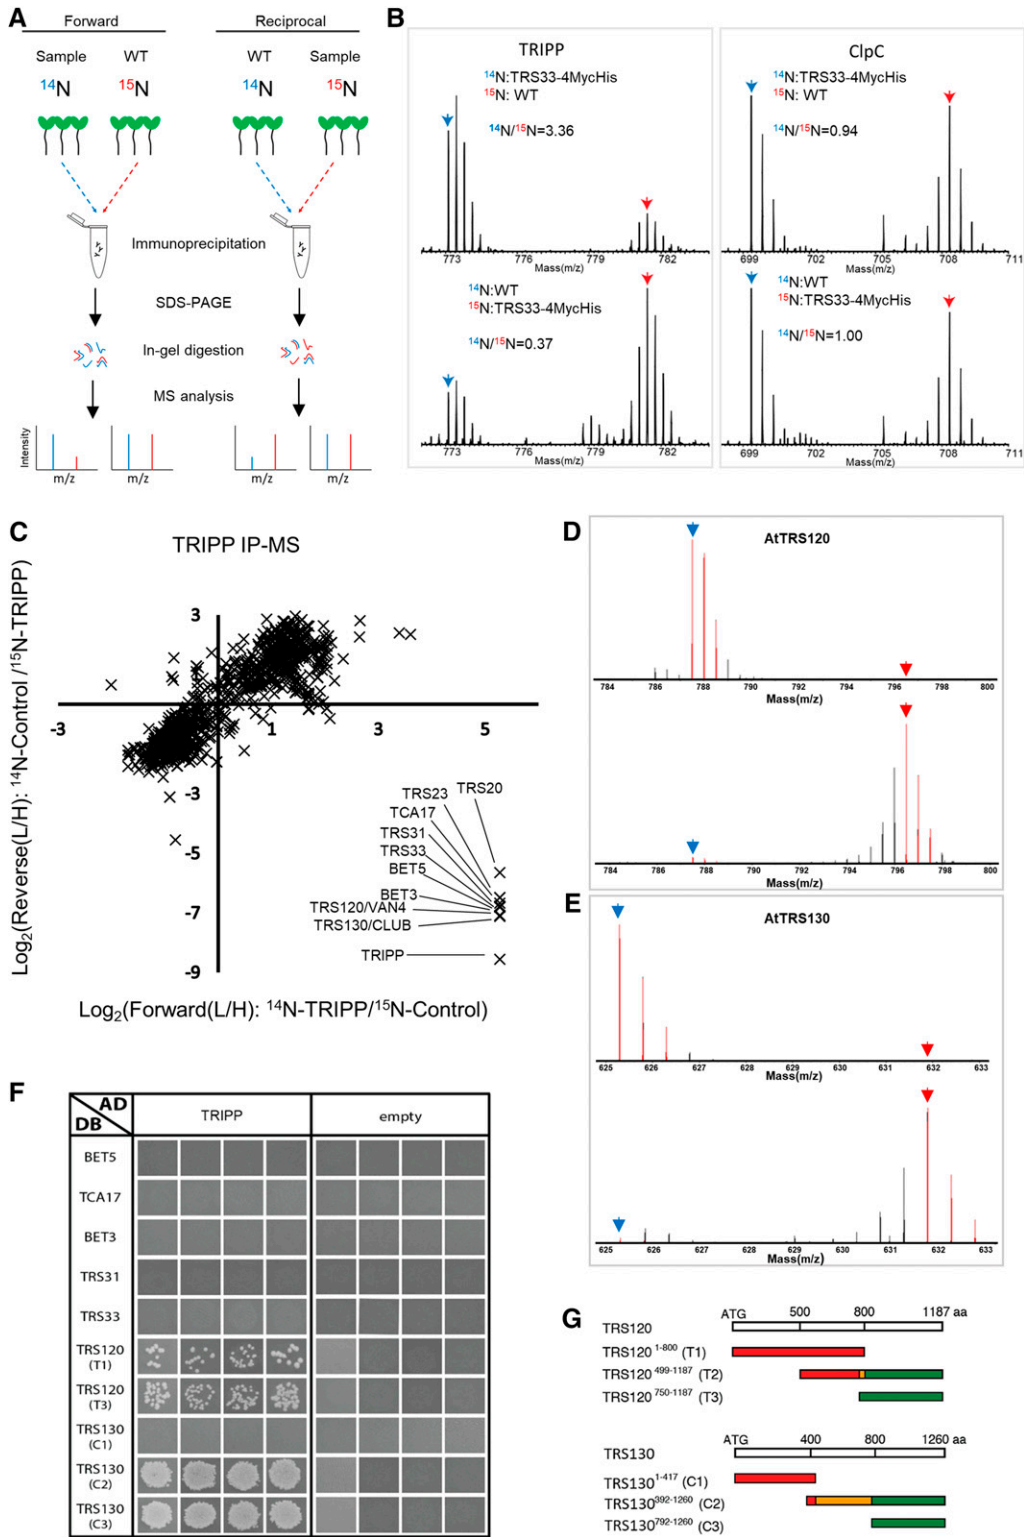 A
Forward
Reciprocal
Sample
WT
WT
Sample
14N
15N
14N
15N
Immunoprecipitation
SDS-PAGE
In-gel digestion
MS analysis
Intensity
m/z
m/z
m/z
m/z
B
TRIPP
14N:TRS33-4MycHis
15N: WT
14N/15N=3.36
773 776 779 782
Mass(m/z)
14N:WT
15N:TRS33-4MycHis
14N/15N=0.37
773 776 779 782
Mass(m/z)
ClpC
14N:TRS33-4MycHis
15N: WT
14N/15N=0.94
699 702 705 708 711
Mass(m/z)
14N:WT
15N:TRS33-4MycHis
14N/15N=1.00
699 702 705 708 711
Mass(m/z)
C
TRIPP IP-MS
Log2(Reverse(L/H): 14N-Control /15N-TRIPP)
3
-3 1 3 5
-3
-5
-7
-9
TRS20
TRS23
TCA17
TRS31
TRS33
BET5
BET3
TRS120/VAN4
TRS130/CLUB
TRIPP
Log2(Forward(L/H): 14N-TRIPP/15N-Control)
D
AtTRS120
784 786 788 790 792 794 796 798 800
Mass(m/z)
784 786 788 790 792 794 796 798 800
Mass(m/z)
E
AtTRS130
625 626 627 628 629 630 631 632 633
Mass(m/z)
625 626 627 628 629 630 631 632 633
Mass(m/z)
F
AD
DB
TRIPP
empty
BET5
TCA17
BET3
TRS31
TRS33
TRS120
(T1)
TRS120
(T3)
TRS130
(C1)
TRS130
(C2)
TRS130
(C3)
G
ATG 500 800 1187 aa
TRS120
TRS120 1-800 (T1)
TRS120 499-1187 (T2)
TRS120 750-1187 (T3)
ATG 400 800 1260 aa
TRS130
TRS130 1-417 (C1)
TRS130 392-1260 (C2)
TRS130 792-1260 (C3)